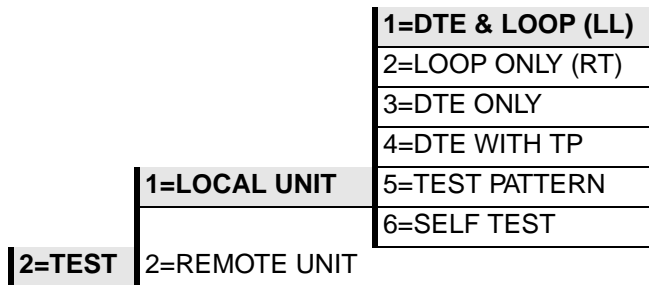 1=DTE & LOOP (LL)
2=LOOP ONLY (RT)
3=DTE ONLY
4=DTE WITH TP
1=LOCAL UNIT 5=TEST PATTERN
6=SELF TEST
2=TEST 2=REMOTE UNIT